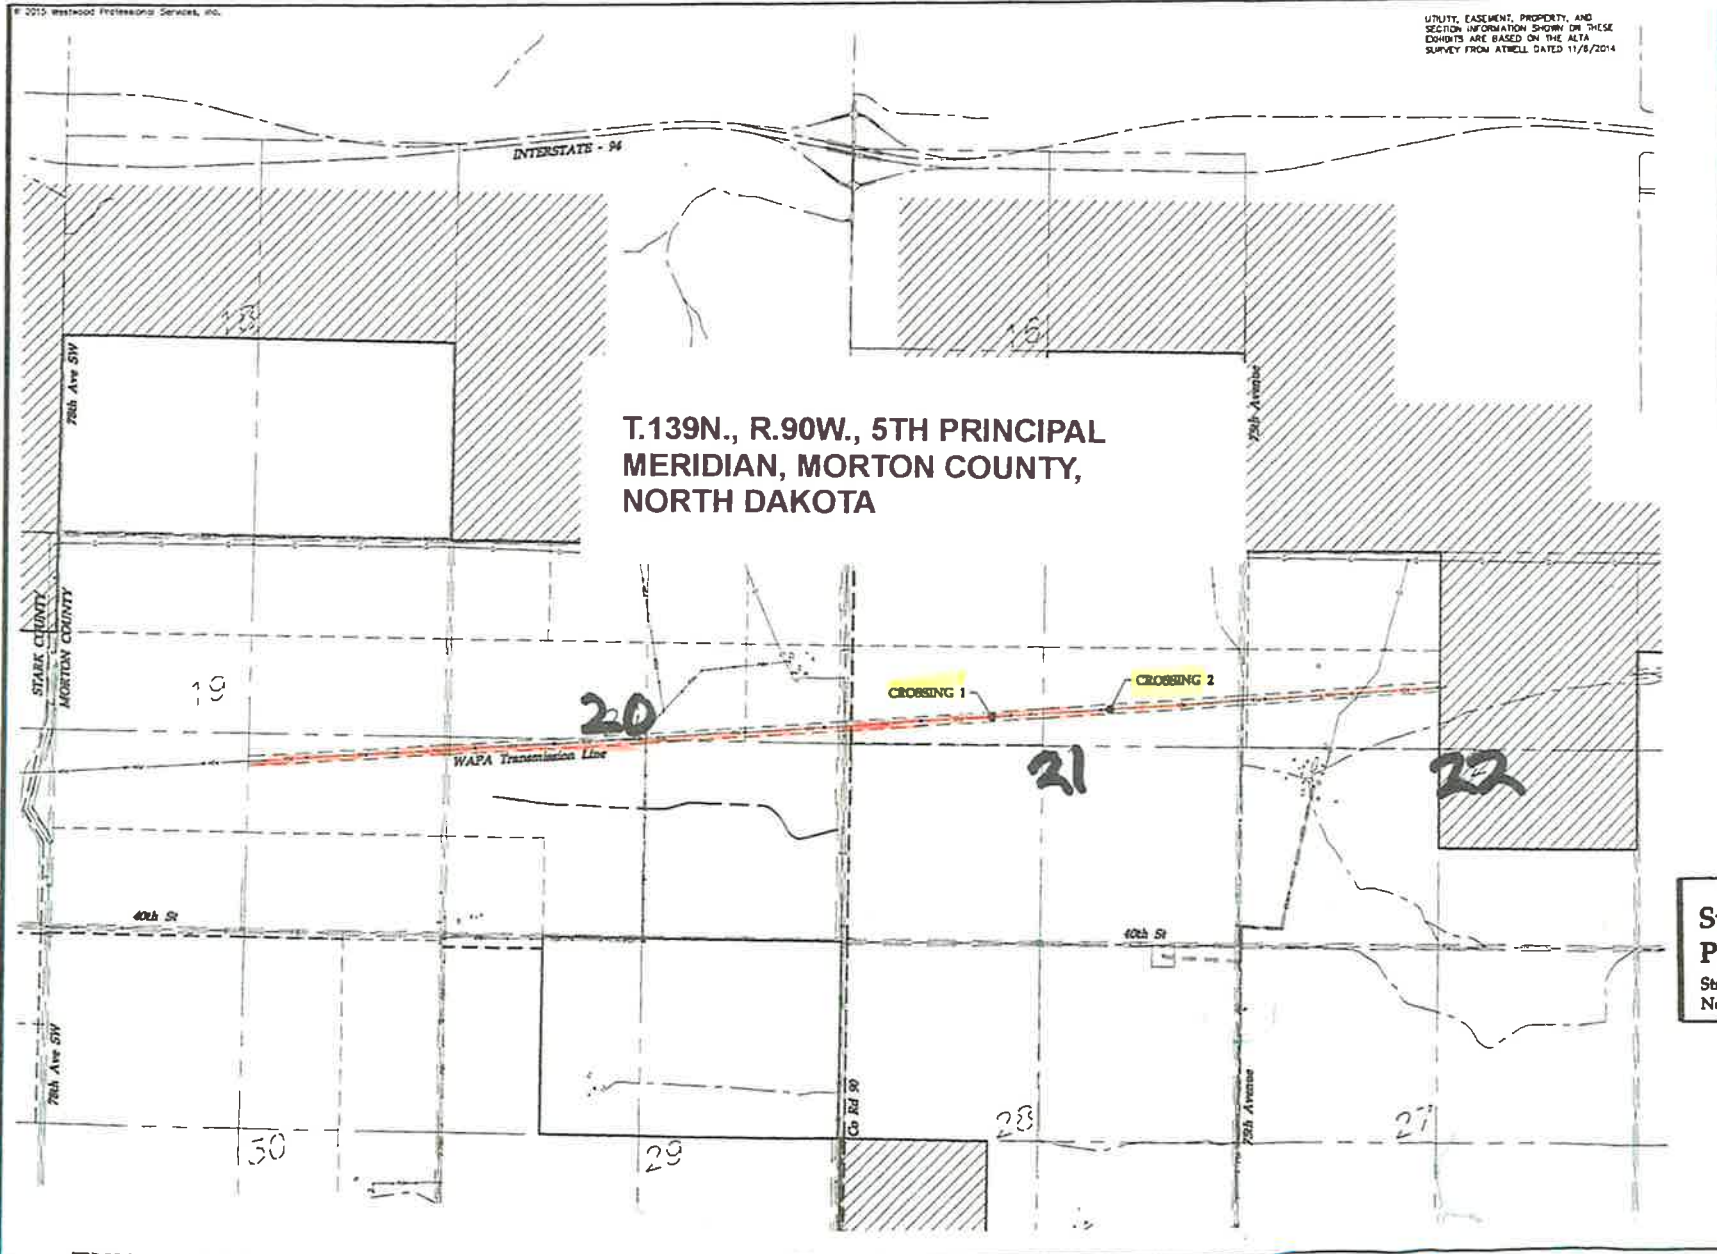 © 2015 Westwood Professional Services, Inc.
UTILITY, EASEMENT, PROPERTY, AND
SECTION INFORMATION SHOWN ON THESE
EXHIBITS ARE BASED ON THE ALTA
SURVEY FROM ATWELL DATED 11/8/2014
INTERSTATE - 94
16
78th Ave SW
75th Avenue
T.139N., R.90W., 5TH PRINCIPAL
MERIDIAN, MORTON COUNTY,
NORTH DAKOTA
STARK COUNTY
MORTON COUNTY
19
20
CROSSING 1
CROSSING 2
WAPA Transmission Line
21
22
40th St
40th St
78th Ave SW
Co Rd 90
75th Avenue
30
29
28
27